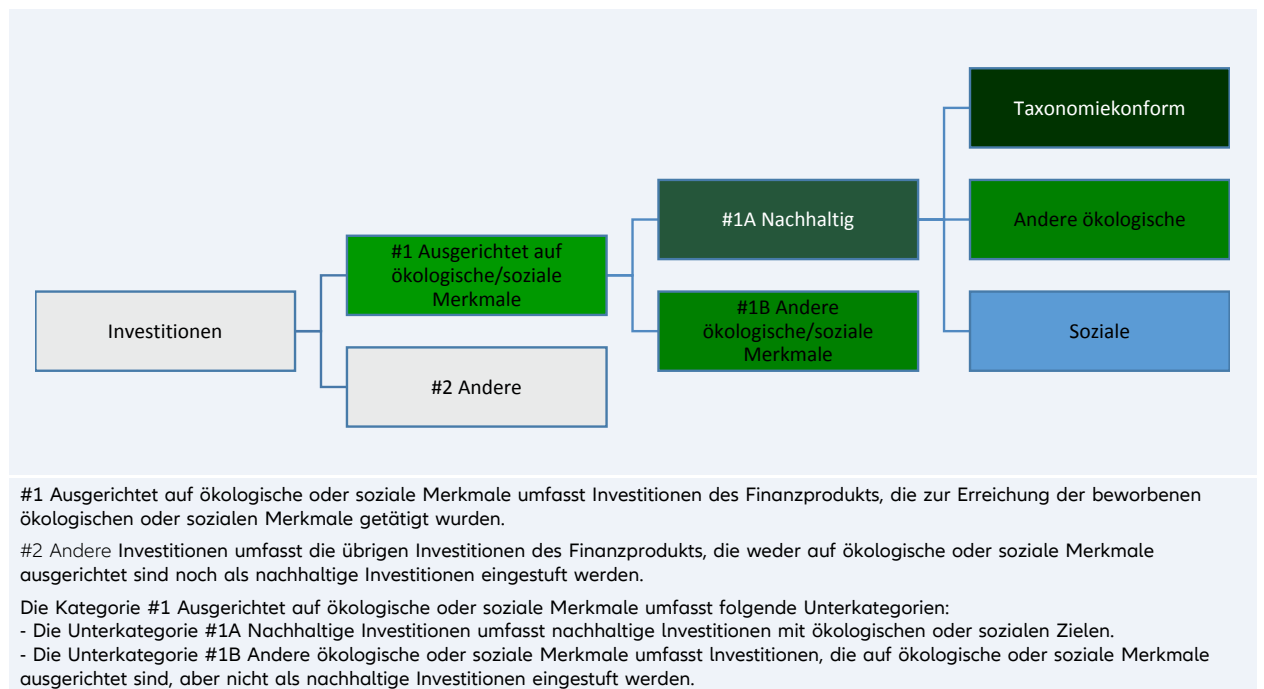 Taxonomiekonform
#1A Nachhaltig
Andere ökologische
#1 Ausgerichtet auf
ökologische/soziale
Merkmale
#1B Andere
ökologische/soziale
Merkmale
Investitionen
Soziale
#2 Andere
#1 Ausgerichtet auf ökologische oder soziale Merkmale umfasst Investitionen des Finanzprodukts, die zur Erreichung der beworbenen
ökologischen oder sozialen Merkmale getätigt wurden.
#2 Andere Investitionen umfasst die übrigen Investitionen des Finanzprodukts, die weder auf ökologische oder soziale Merkmale
ausgerichtet sind noch als nachhaltige Investitionen eingestuft werden.
Die Kategorie #1 Ausgerichtet auf ökologische oder soziale Merkmale umfasst folgende Unterkategorien:
- Die Unterkategorie #1A Nachhaltige Investitionen umfasst nachhaltige lnvestitionen mit ökologischen oder sozialen Zielen.
- Die Unterkategorie #1B Andere ökologische oder soziale Merkmale umfasst lnvestitionen, die auf ökologische oder soziale Merkmale
ausgerichtet sind, aber nicht als nachhaltige Investitionen eingestuft werden.